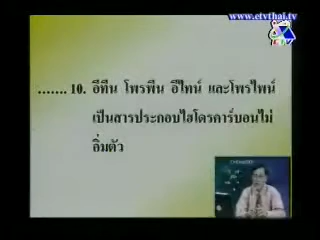 www.etvthai.tv
ETV
....... 10. อีทีน โพรพีน อีไทน์ และโพรไพน์
เป็นสารประกอบไฮโดรคาร์บอนไม่
อิ่มตัว